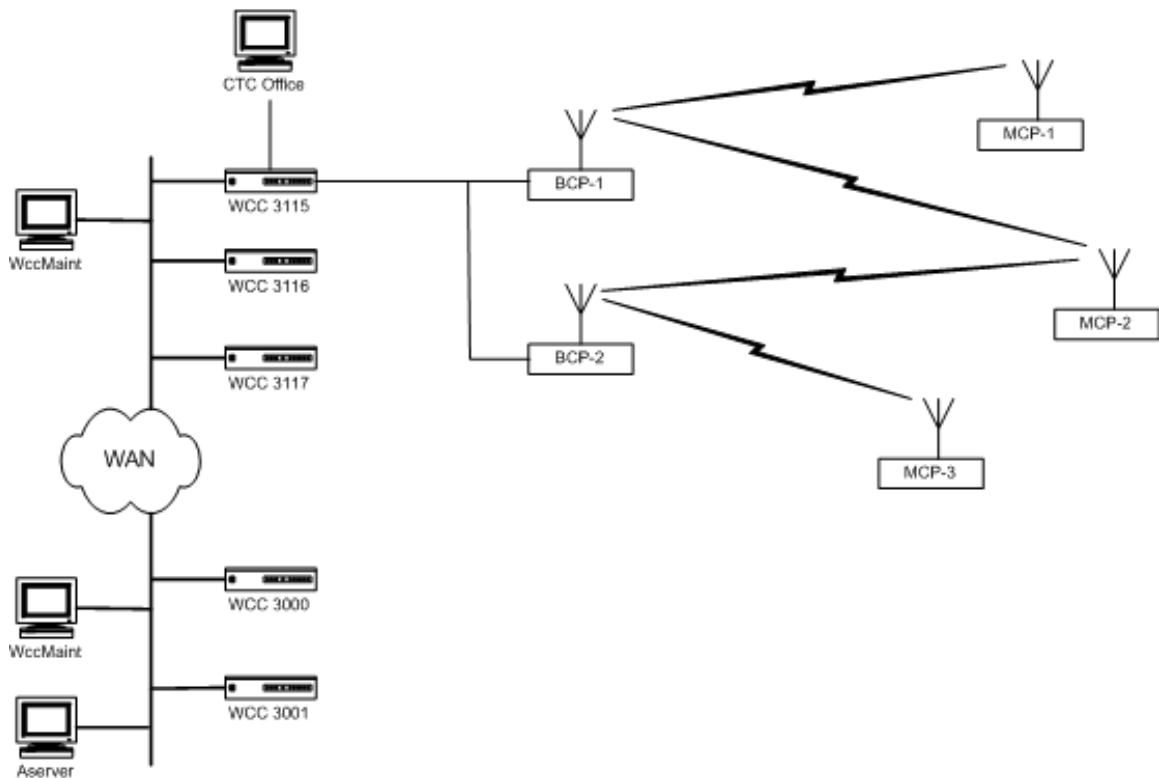 CTC Office
WCC 3115
BCP-1
MCP-1
WccMaint
WCC 3116
MCP-2
BCP-2
WCC 3117
WAN
MCP-3
WCC 3000
WccMaint
WCC 3001
Aserver